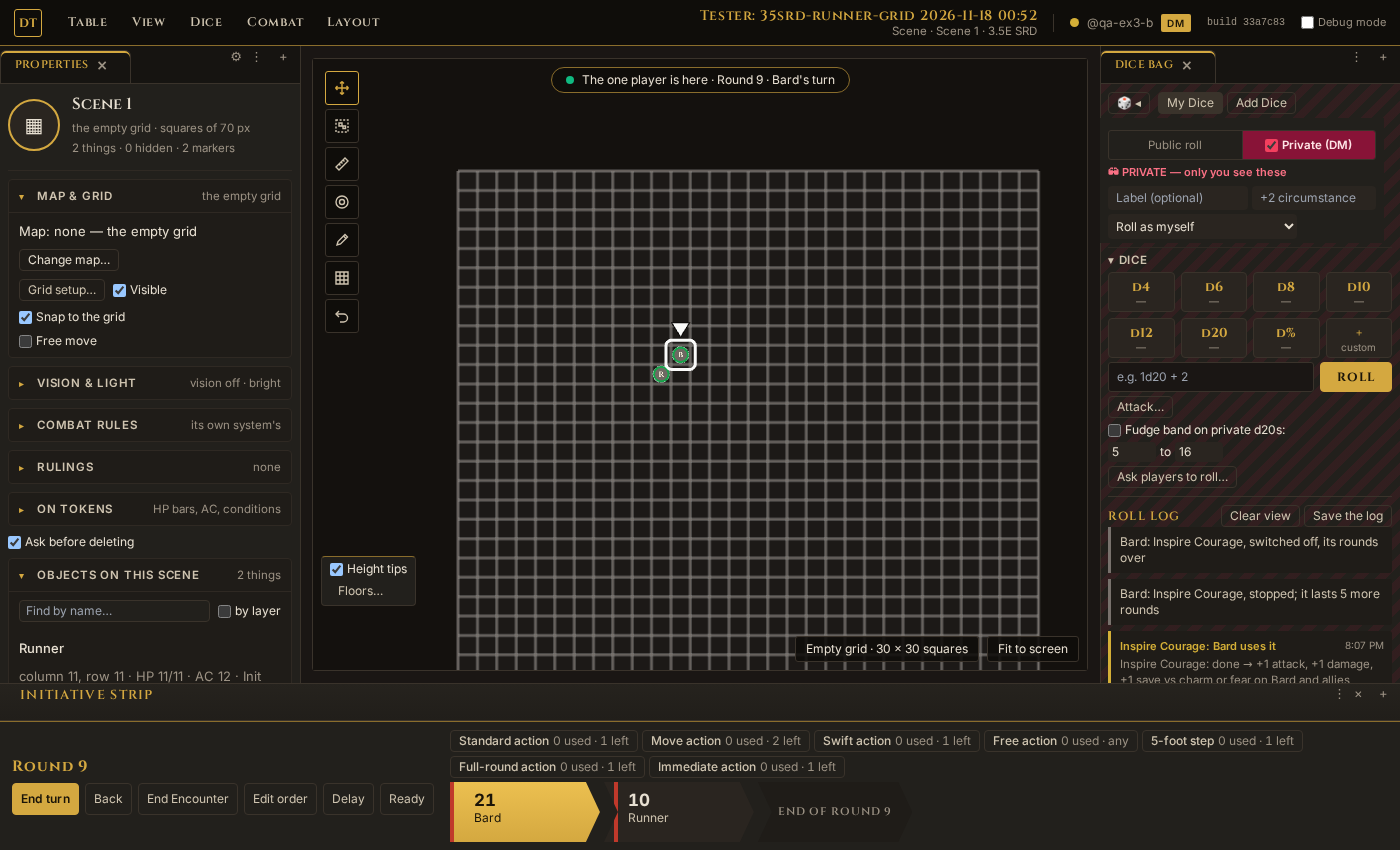 DT TABLE VIEW DICE COMBAT LAYOUT
TESTER: 35SRD-RUNNER-GRID 2026-11-18 00:52
Scene · Scene 1 · 3.5E SRD
@qa-ex3-b DM build 33a7c83 Debug mode
PROPERTIES
SCENE 1
the empty grid · squares of 70 px
2 things · 0 hidden · 2 markers
MAP & GRID the empty grid
Map: none — the empty grid
Change map...
Grid setup... Visible
Snap to the grid
Free move
VISION & LIGHT vision off · bright
COMBAT RULES its own system's
RULINGS none
ON TOKENS HP bars, AC, conditions
Ask before deleting
OBJECTS ON THIS SCENE 2 things
Find by name... by layer
Runner
column 11, row 11 · HP 11/11 · AC 12 · Init
The one player is here · Round 9 · Bard's turn
B
R
Height tips
Floors...
Empty grid · 30 × 30 squares Fit to screen
DICE BAG
My Dice Add Dice
Public roll Private (DM)
PRIVATE — only you see these
Label (optional) +2 circumstance
Roll as myself
DICE
D4 D6 D8 D10
— — — —
D12 D20 D% +
— — — custom
e.g. 1d20 + 2 ROLL
Attack...
Fudge band on private d20s:
5 to 16
Ask players to roll...
ROLL LOG Clear view Save the log
Bard: Inspire Courage, switched off, its rounds
over
Bard: Inspire Courage, stopped; it lasts 5 more
rounds
Inspire Courage: Bard uses it 8:07 PM
Inspire Courage: done → +1 attack, +1 damage,
+1 save vs charm or fear on Bard and allies
INITIATIVE STRIP
ROUND 9
End turn Back End Encounter Edit order Delay Ready
Standard action 0 used · 1 left Move action 0 used · 2 left Swift action 0 used · 1 left Free action 0 used · any 5-foot step 0 used · 1 left
Full-round action 0 used · 1 left Immediate action 0 used · 1 left
21
Bard
10
Runner
END OF ROUND 9